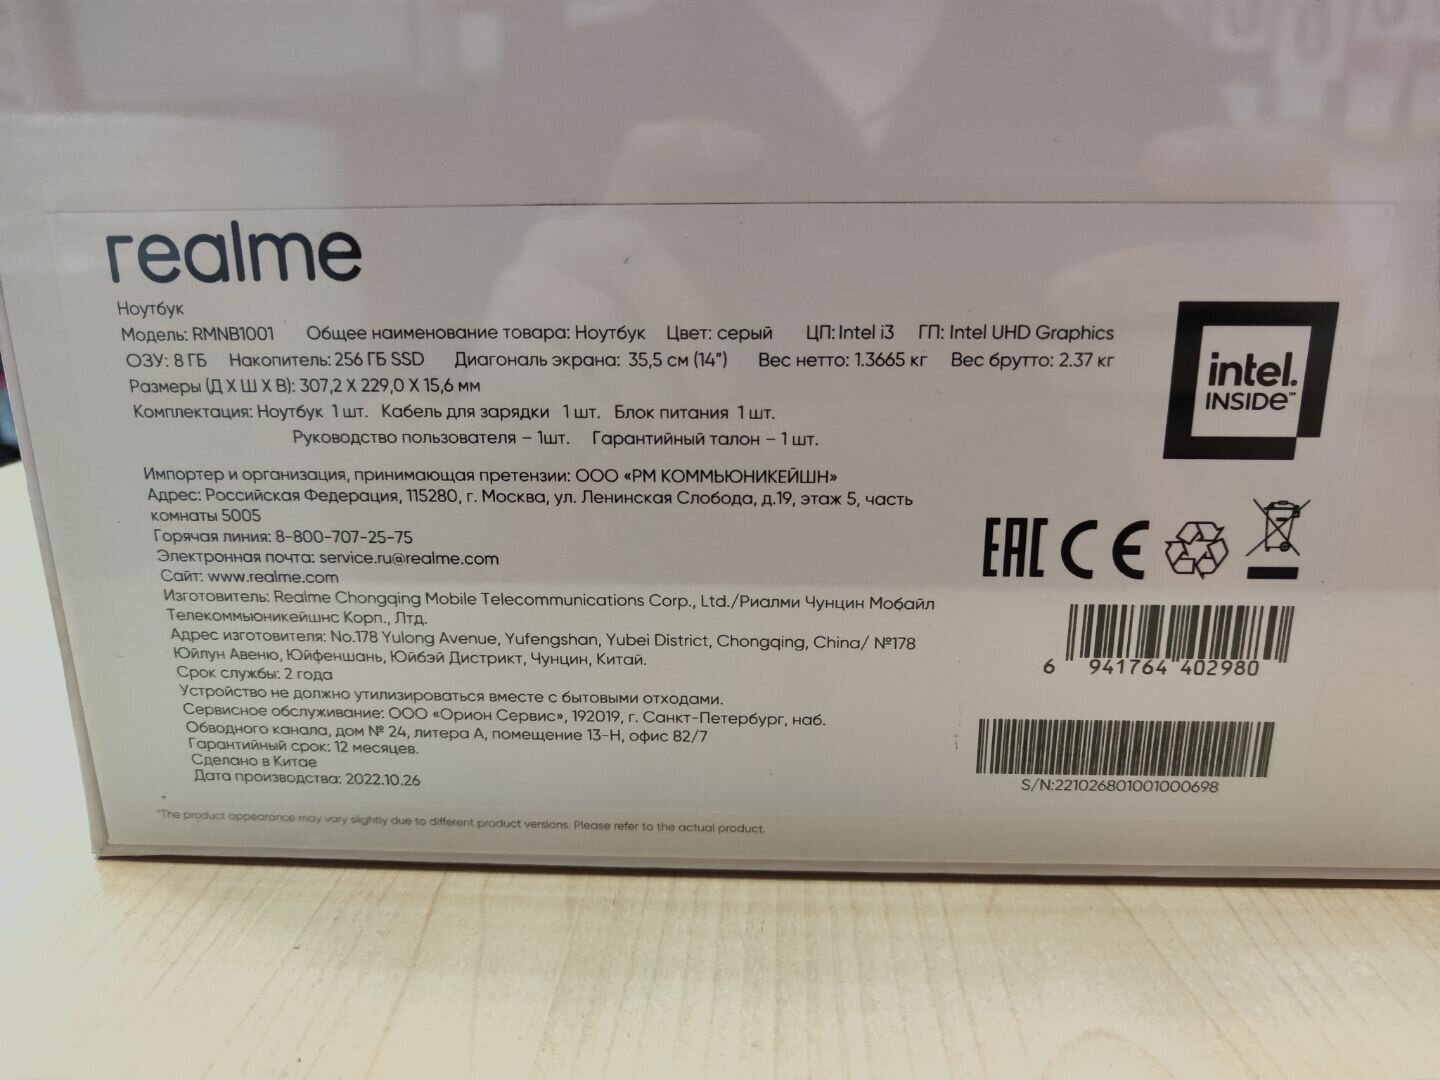 realme
Ноутбук
Модель: RMNB1001 Общее наименование товара: Ноутбук Цвет: серый ЦП: Intel i3 ГП: Intel UHD Graphics
ОЗУ: 8 ГБ Накопитель: 256 ГБ SSD Диагональ экрана: 35,5 см (14") Вес нетто: 1.3665 кг Вес брутто: 2.37 кг
Размеры (Д Х Ш Х В): 307,2 Х 229,0 Х 15,6 мм
Комплектация: Ноутбук 1 шт. Кабель для зарядки 1 шт. Блок питания 1 шт.
Руководство пользователя – 1шт. Гарантийный талон – 1 шт.
intel.
INSIDE™
Импортер и организация, принимающая претензии: ООО «РМ КОММЬЮНИКЕЙШН»
Адрес: Российская Федерация, 115280, г. Москва, ул. Ленинская Слобода, д.19, этаж 5, часть
комнаты 5005
Горячая линия: 8-800-707-25-75
Электронная почта: service.ru@realme.com
Сайт: www.realme.com
Изготовитель: Realme Chongqing Mobile Telecommunications Corp., Ltd./Риалми Чунцин Мобайл
Телекоммьюникейшнс Корп., Лтд.
Адрес изготовителя: No.178 Yulong Avenue, Yufengshan, Yubei District, Chongqing, China/ №178
Юйлун Авеню, Юйфеншань, Юйбэй Дистрикт, Чунцин, Китай.
Срок службы: 2 года
Устройство не должно утилизироваться вместе с бытовыми отходами.
Сервисное обслуживание: ООО «Орион Сервис», 192019, г. Санкт-Петербург, наб.
Обводного канала, дом № 24, литера А, помещение 13-Н, офис 82/7
Гарантийный срок: 12 месяцев.
Сделано в Китае
Дата производства: 2022.10.26
EAC CE
6 941764 402980
S/N:221026801001000698
*The product appearance may vary slightly due to different product versions. Please refer to the actual product.